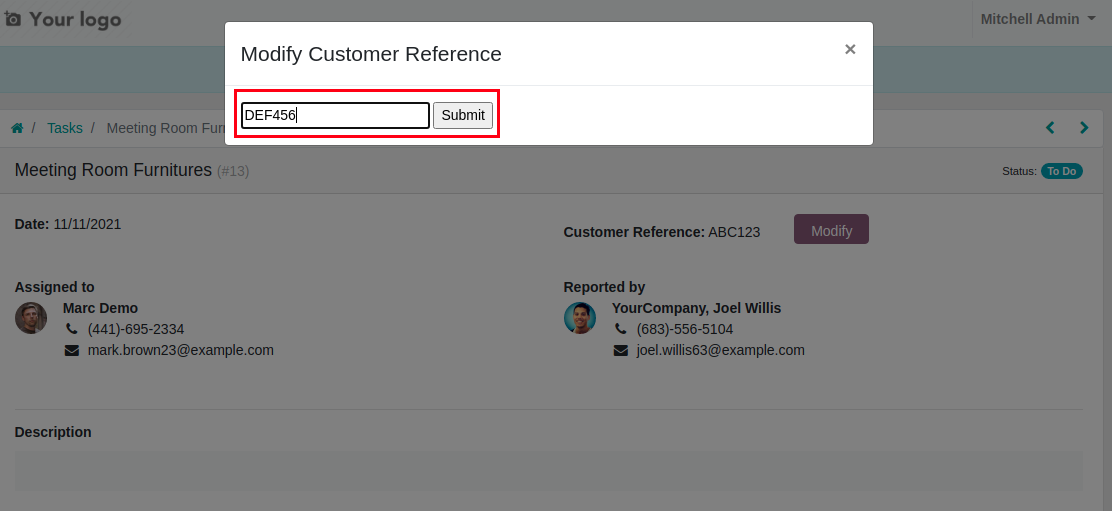 Your logo
Mitchell Admin
Modify Customer Reference
×
DEF456 Submit
/ Tasks / Meeting Room Fur
Meeting Room Furnitures (#13)
Status: To Do
Date: 11/11/2021
Customer Reference: ABC123 Modify
Assigned to
Marc Demo
(441)-695-2334
mark.brown23@example.com
Reported by
YourCompany, Joel Willis
(683)-556-5104
joel.willis63@example.com
Description